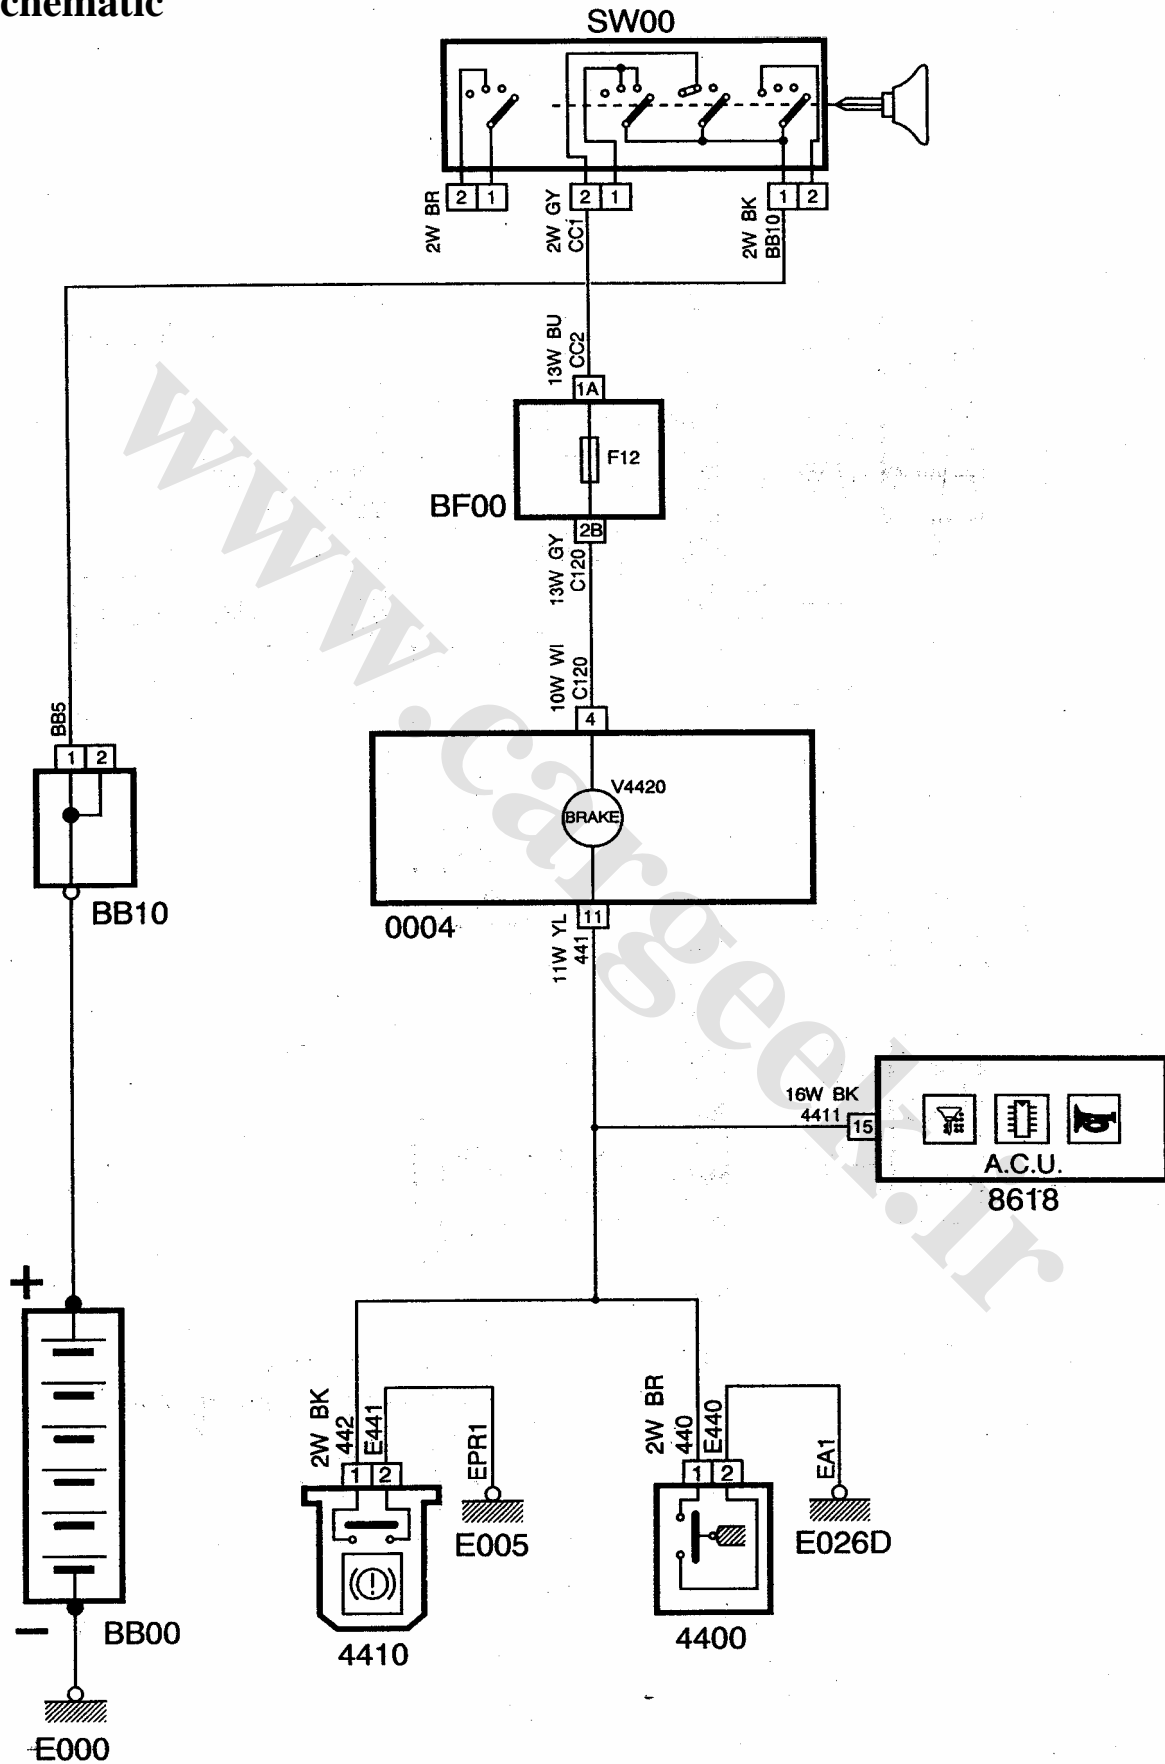 chematic
SW00
2 1
2 1
1 2
2W BR
2W GY
CC1
2W BK
BB10
13W BU
CC2
1A
F12
BF00
2B
13W GY
C120
10W WI
C120
4
BB5
1 2
BB10
V4420
BRAKE
0004
11
11W YL
441
16W BK
4411
15
A.C.U.
8618
+
BB00
−
E000
2W BK
442
E441
1 2
EPR1
E005
4410
2W BR
440
E440
1 2
EA1
E026D
4400
www.cargeek.ir